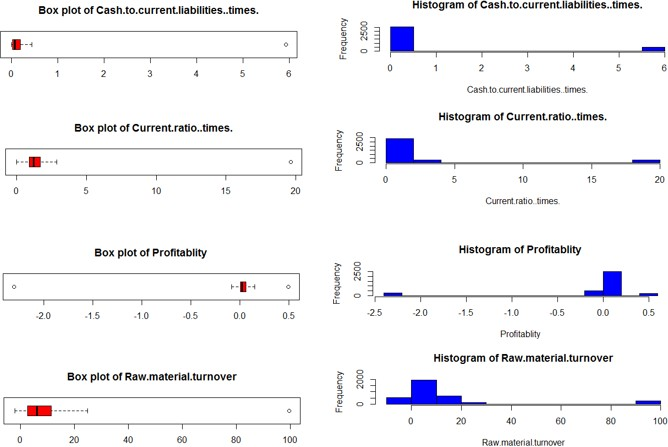 Box plot of Cash.to.current.liabilities..times.
0 1 2 3 4 5 6
Histogram of Cash.to.current.liabilities..times.
Frequency
0 2500
0 1 2 3 4 5 6
Cash.to.current.liabilities..times.
Box plot of Current.ratio..times.
0 5 10 15 20
Histogram of Current.ratio..times.
Frequency
0 2500
0 5 10 15 20
Current.ratio..times.
Box plot of Profitablity
-2.0 -1.5 -1.0 -0.5 0.0 0.5
Histogram of Profitablity
Frequency
0 2500
-2.5 -2.0 -1.5 -1.0 -0.5 0.0 0.5
Profitablity
Box plot of Raw.material.turnover
0 20 40 60 80 100
Histogram of Raw.material.turnover
Frequency
0 2000
0 20 40 60 80 100
Raw.material.turnover